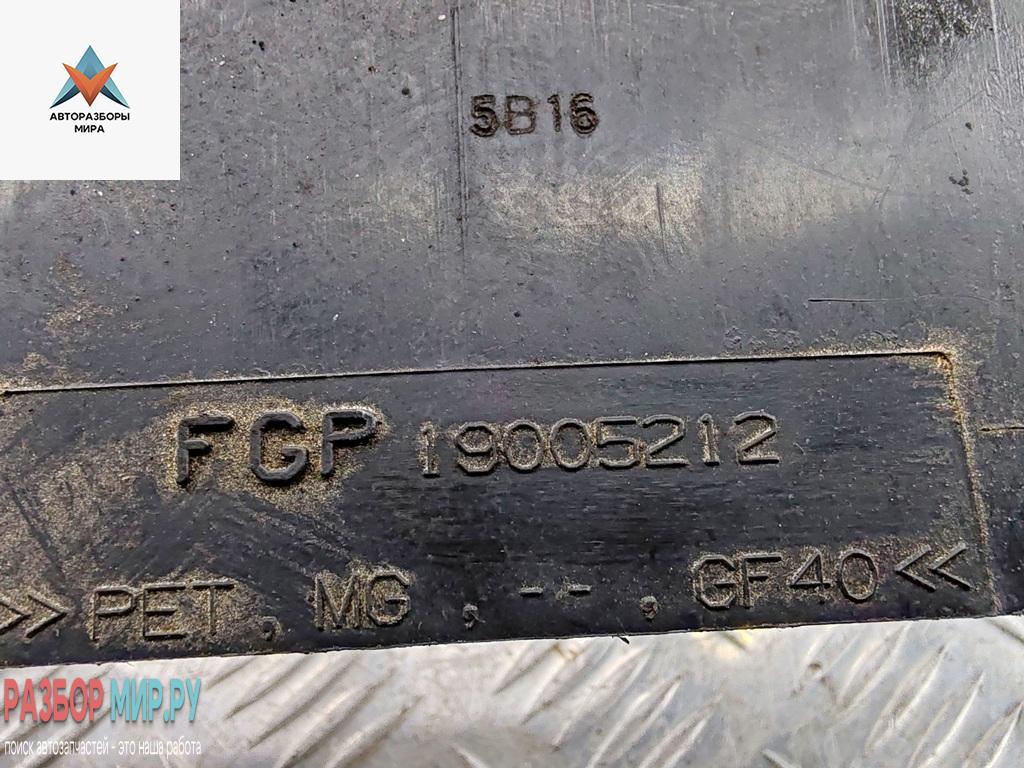 АВТОРАЗБОРЫ
МИРА
5B16
FGP 19005212
>>PET, MG, --, GF40<<
РАЗБОР МИР.РУ
поиск автозапчастей - это наша работа